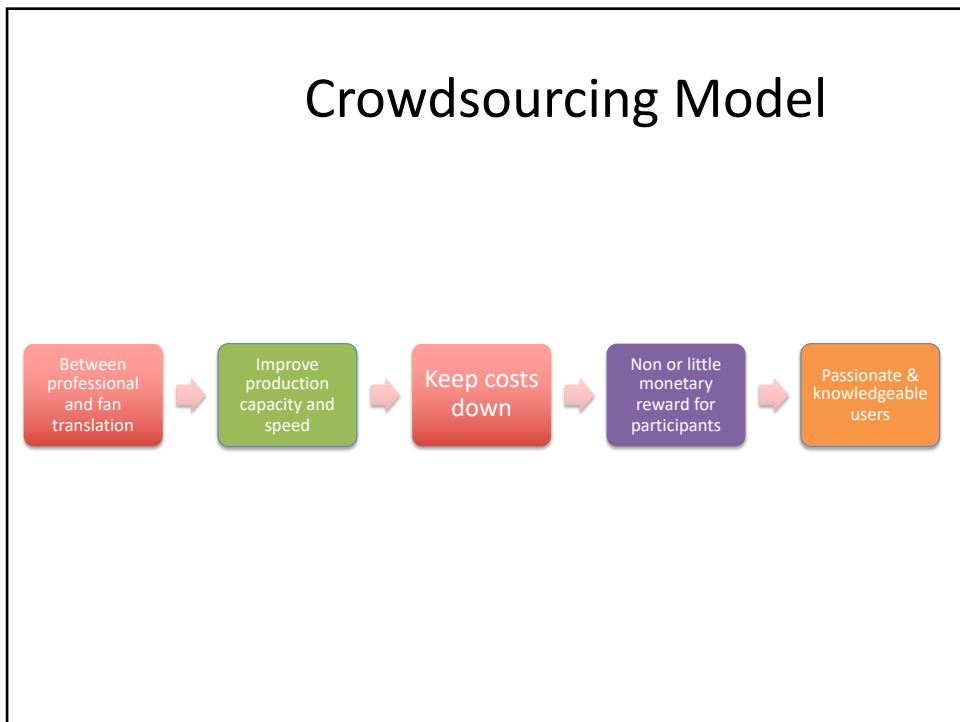 Crowdsourcing Model
Between
professional
and fan
translation
Improve
production
capacity and
speed
Keep costs
down
Non or little
monetary
reward for
participants
Passionate &
knowledgeable
users